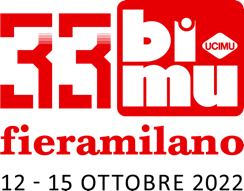 33 bi
UCIMU
mu
fieramilano
12 - 15 OTTOBRE 2022